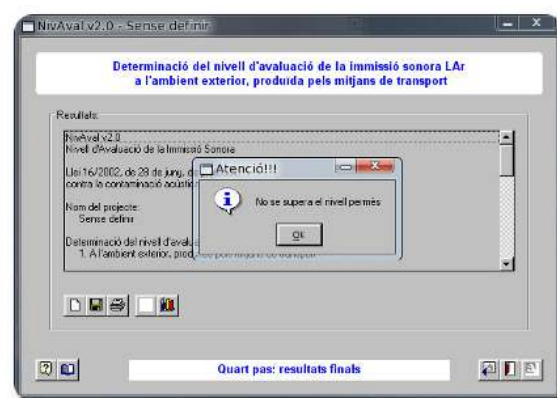 NivAval v2.0 - Sense definir
Determinació del nivell d'avaluació de la immissió sonora LAr
a l'ambient exterior, produïda pels mitjans de transport
Resultats:
NivAval v2.0
Nivell d'Avaluació de la Immissió Sonora
Llei 16/2002, de 28 de juny, de
contra la contaminació acústic
Nom del projecte:
Sense definir
Determinació del nivell d'avalu
1. A l'ambient exterior, prod
Atenció!!!
No se supera el nivell permès
Ok
Quart pas: resultats finals